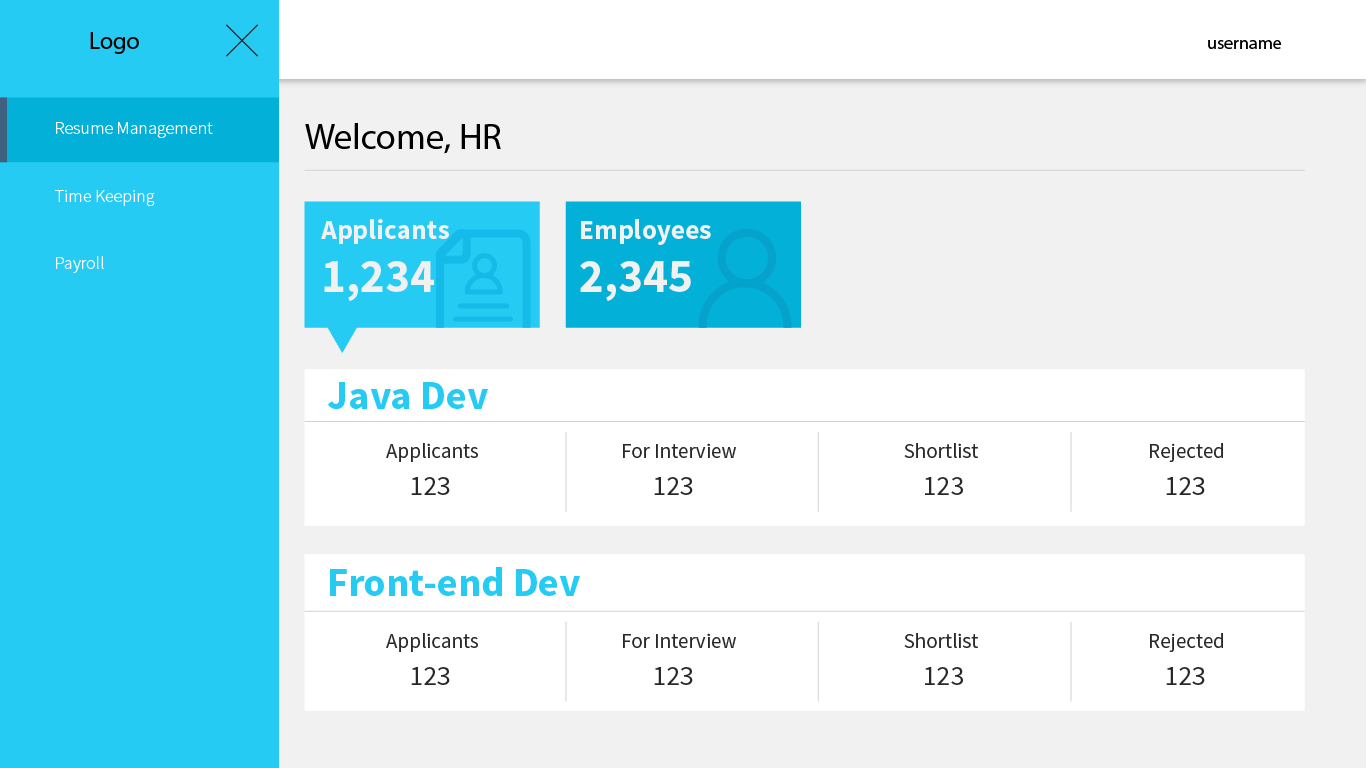 Logo
username
Resume Management
Time Keeping
Payroll
Welcome, HR
Applicants
1,234
Employees
2,345
Java Dev
Applicants For Interview Shortlist Rejected
123 123 123 123
Front-end Dev
Applicants For Interview Shortlist Rejected
123 123 123 123